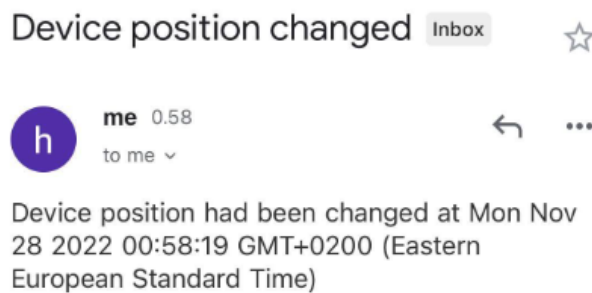 Device position changed Inbox
h
me 0.58
to me
Device position had been changed at Mon Nov
28 2022 00:58:19 GMT+0200 (Eastern
European Standard Time)